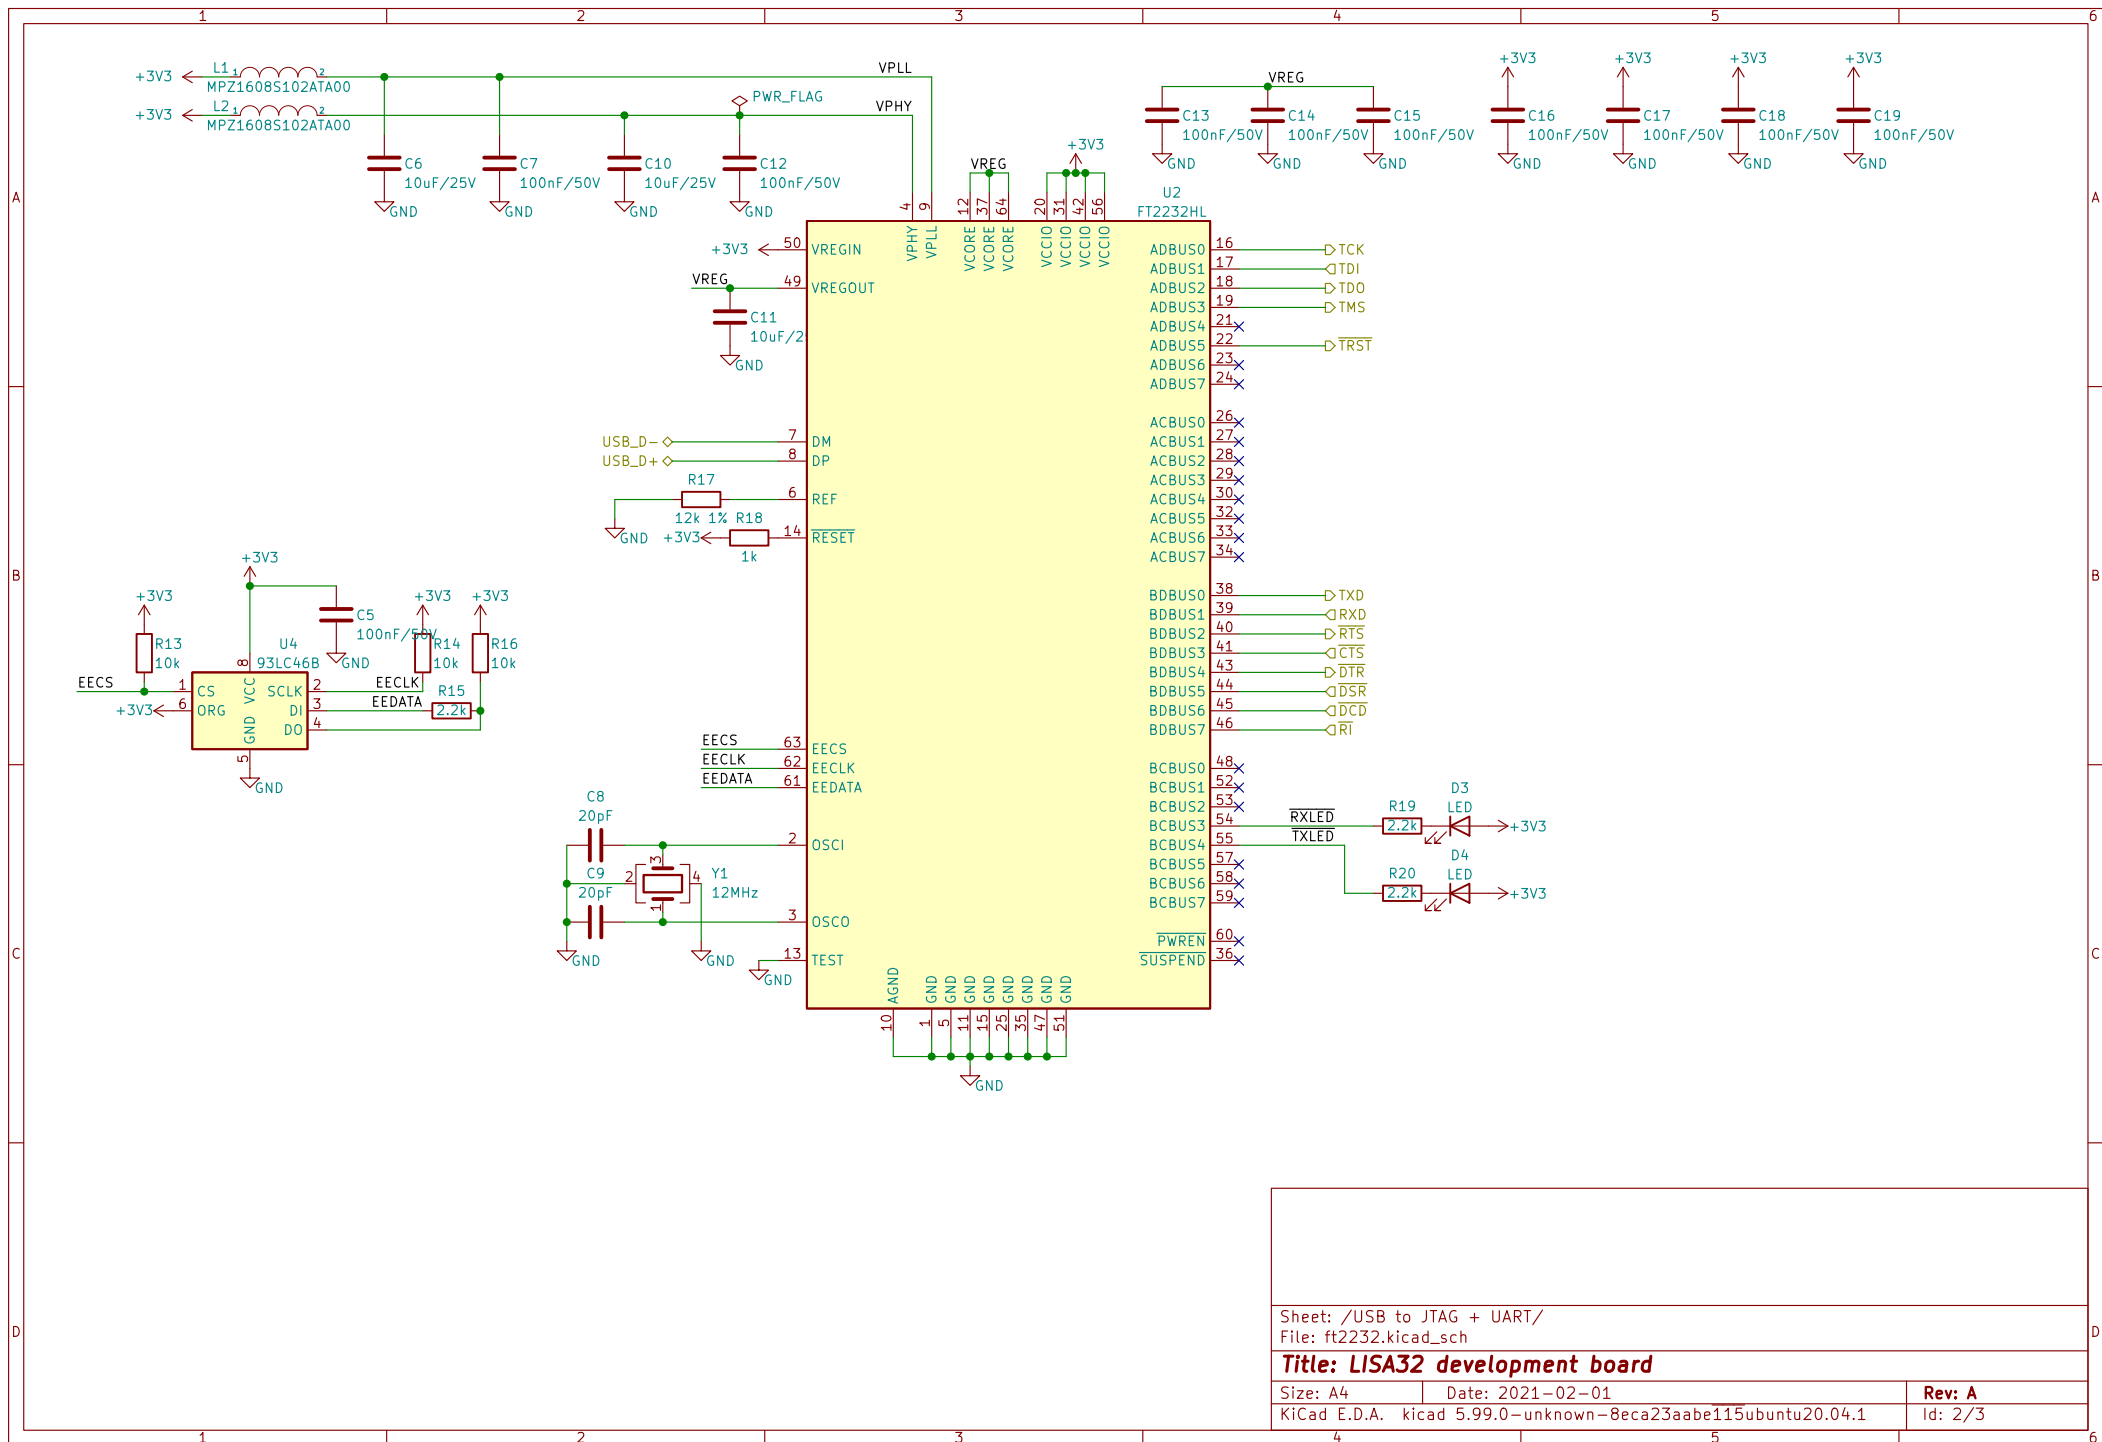 1 2 3 4 5 6
A
B
C
D
A
B
C
D
1 2 3 4 5 6
+3V3
L1
1 2
MPZ1608S102ATA00
VPLL
+3V3
L2
1 2
MPZ1608S102ATA00
PWR_FLAG
VPHY
C6
10uF/25V
GND
C7
100nF/50V
GND
C10
10uF/25V
GND
C12
100nF/50V
GND
VREG
C13
100nF/50V
GND
C14
100nF/50V
GND
C15
100nF/50V
GND
+3V3
C16
100nF/50V
GND
+3V3
C17
100nF/50V
GND
+3V3
C18
100nF/50V
GND
+3V3
C19
100nF/50V
GND
VREG
+3V3
U2
FT2232HL
4 VPHY
9 VPLL
12 VCORE
37 VCORE
64 VCORE
20 VCCIO
31 VCCIO
42 VCCIO
56 VCCIO
+3V3 50 VREGIN
VREG 49 VREGOUT
C11
10uF/2
GND
USB_D- 7 DM
USB_D+ 8 DP
R17
12k 1%
6 REF
GND
+3V3 R18
1k
14 RESET
EECS 63 EECS
EECLK 62 EECLK
EEDATA 61 EEDATA
C8
20pF
2 OSCI
C9
20pF
3 OSCO
2 3 4 1
Y1
12MHz
GND
GND
GND
13 TEST
10 AGND
1 GND
5 GND
11 GND
15 GND
25 GND
35 GND
47 GND
51 GND
GND
ADBUS0 16 TCK
ADBUS1 17 TDI
ADBUS2 18 TDO
ADBUS3 19 TMS
ADBUS4 21
ADBUS5 22 TRST
ADBUS6 23
ADBUS7 24
ACBUS0 26
ACBUS1 27
ACBUS2 28
ACBUS3 29
ACBUS4 30
ACBUS5 32
ACBUS6 33
ACBUS7 34
BDBUS0 38 TXD
BDBUS1 39 RXD
BDBUS2 40 RTS
BDBUS3 41 CTS
BDBUS4 43 DTR
BDBUS5 44 DSR
BDBUS6 45 DCD
BDBUS7 46 RI
BCBUS0 48
BCBUS1 52
BCBUS2 53
BCBUS3 54 RXLED
BCBUS4 55 TXLED
BCBUS5 57
BCBUS6 58
BCBUS7 59
PWREN 60
SUSPEND 36
R19
2.2k
D3
LED
+3V3
R20
2.2k
D4
LED
+3V3
+3V3
R13
10k
+3V3
C5
100nF/50V
GND
+3V3
R14
10k
+3V3
R16
10k
U4
93LC46B
EECS
1 CS
+3V3 6 ORG
8 VCC
5 GND
GND
SCLK 2 EECLK
DI 3 EEDATA
DO 4
R15
2.2k
Sheet: /USB to JTAG + UART/
File: ft2232.kicad_sch
Title: LISA32 development board
Size: A4
Date: 2021-02-01
Rev: A
KiCad E.D.A. kicad 5.99.0-unknown-8eca23aabe115ubuntu20.04.1
Id: 2/3